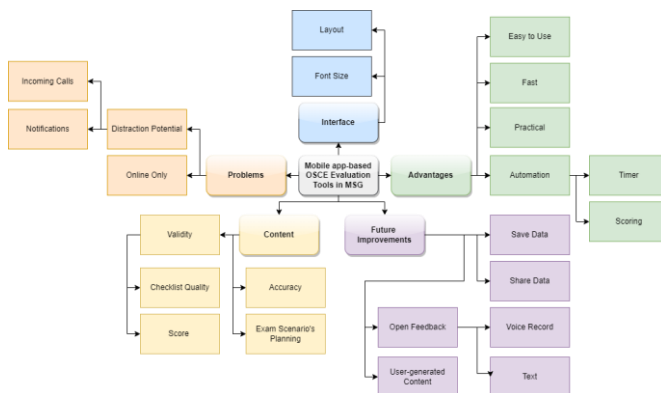 Layout
Font Size
Interface
Easy to Use
Fast
Practical
Incoming Calls
Notifications
Distraction Potential
Online Only
Problems
Mobile app-based
OSCE Evaluation
Tools in MSG
Advantages
Automation
Timer
Scoring
Content
Validity
Checklist Quality
Score
Accuracy
Exam Scenario's
Planning
Future
Improvements
Save Data
Share Data
Open Feedback
Voice Record
Text
User-generated
Content